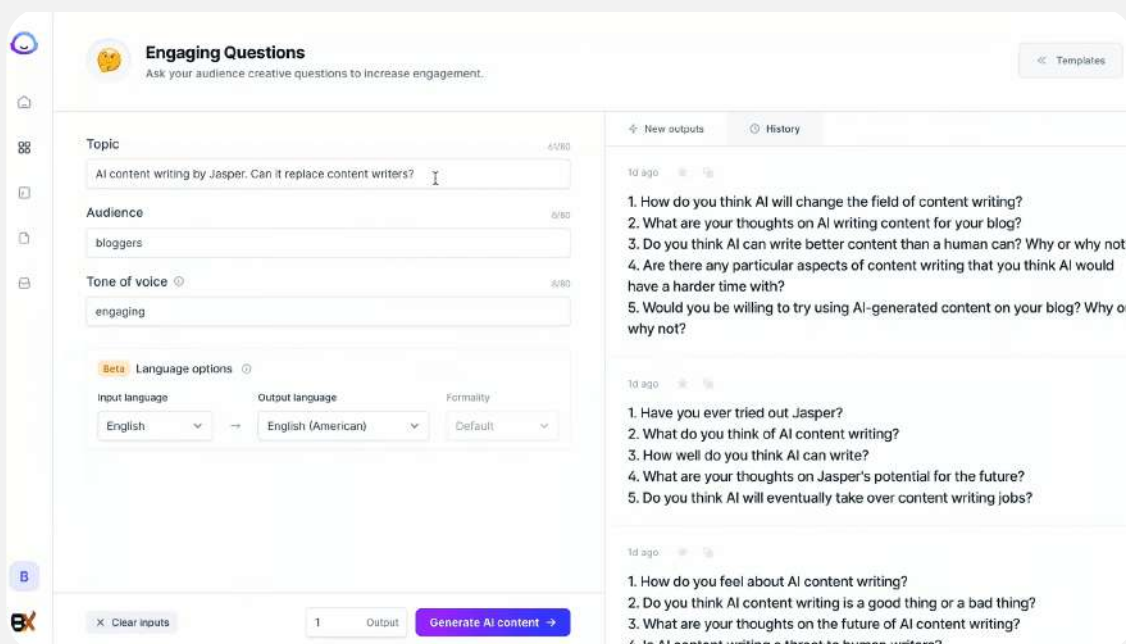 Engaging Questions
Ask your audience creative questions to increase engagement.
Templates
Topic
61/80
AI content writing by Jasper. Can it replace content writers?
Audience
8/80
bloggers
Tone of voice
8/80
engaging
Beta Language options
Input language Output language Formality
English → English (American) Default
B
Clear inputs
1 Output
Generate AI content →
New outputs History
1d ago
1. How do you think AI will change the field of content writing?
2. What are your thoughts on AI writing content for your blog?
3. Do you think AI can write better content than a human can? Why or why not
4. Are there any particular aspects of content writing that you think AI would
have a harder time with?
5. Would you be willing to try using AI-generated content on your blog? Why or
why not?
1d ago
1. Have you ever tried out Jasper?
2. What do you think of AI content writing?
3. How well do you think AI can write?
4. What are your thoughts on Jasper's potential for the future?
5. Do you think AI will eventually take over content writing jobs?
1d ago
1. How do you feel about AI content writing?
2. Do you think AI content writing is a good thing or a bad thing?
3. What are your thoughts on the future of AI content writing?
4. Is AI content writing a threat to human writers?